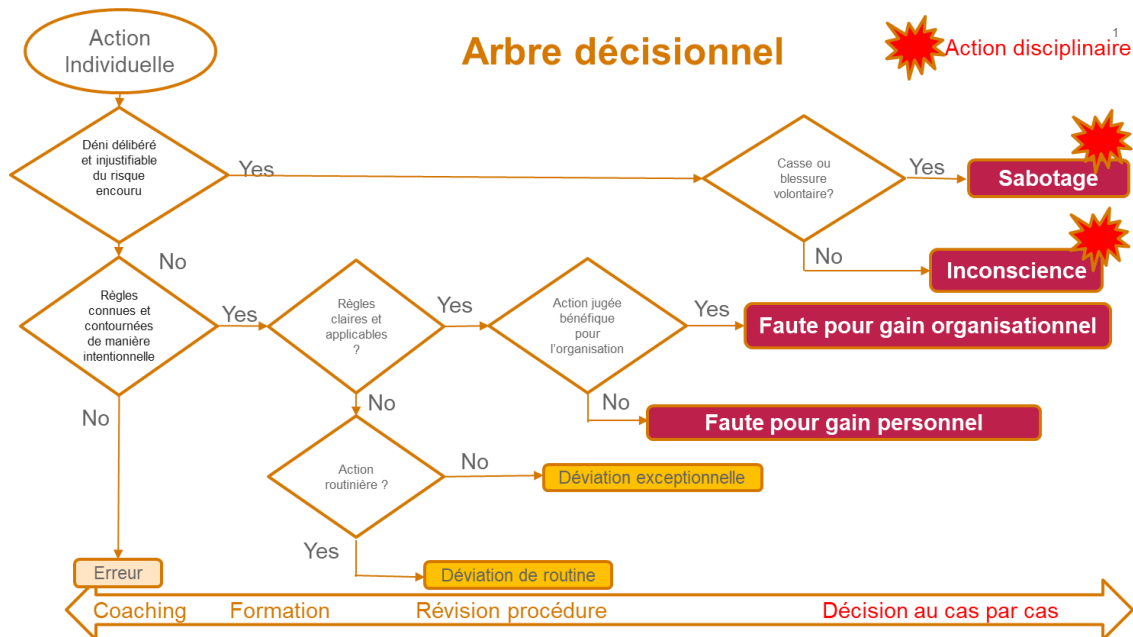 Action
Individuelle
Arbre décisionnel
1
Action disciplinaire
Déni délibéré
et injustifiable
du risque
encouru
Yes
Casse ou
blessure
volontaire?
Yes
Sabotage
No
No
Inconscience
Règles
connues et
contournées
de manière
intentionnelle
Yes
Règles
claires et
applicables
?
Yes
Action jugée
bénéfique
pour
l'organisation
Yes
Faute pour gain organisationnel
No
No
No
Faute pour gain personnel
Action
routinière ?
No
Déviation exceptionnelle
Yes
Erreur
Déviation de routine
Coaching
Formation
Révision procédure
Décision au cas par cas